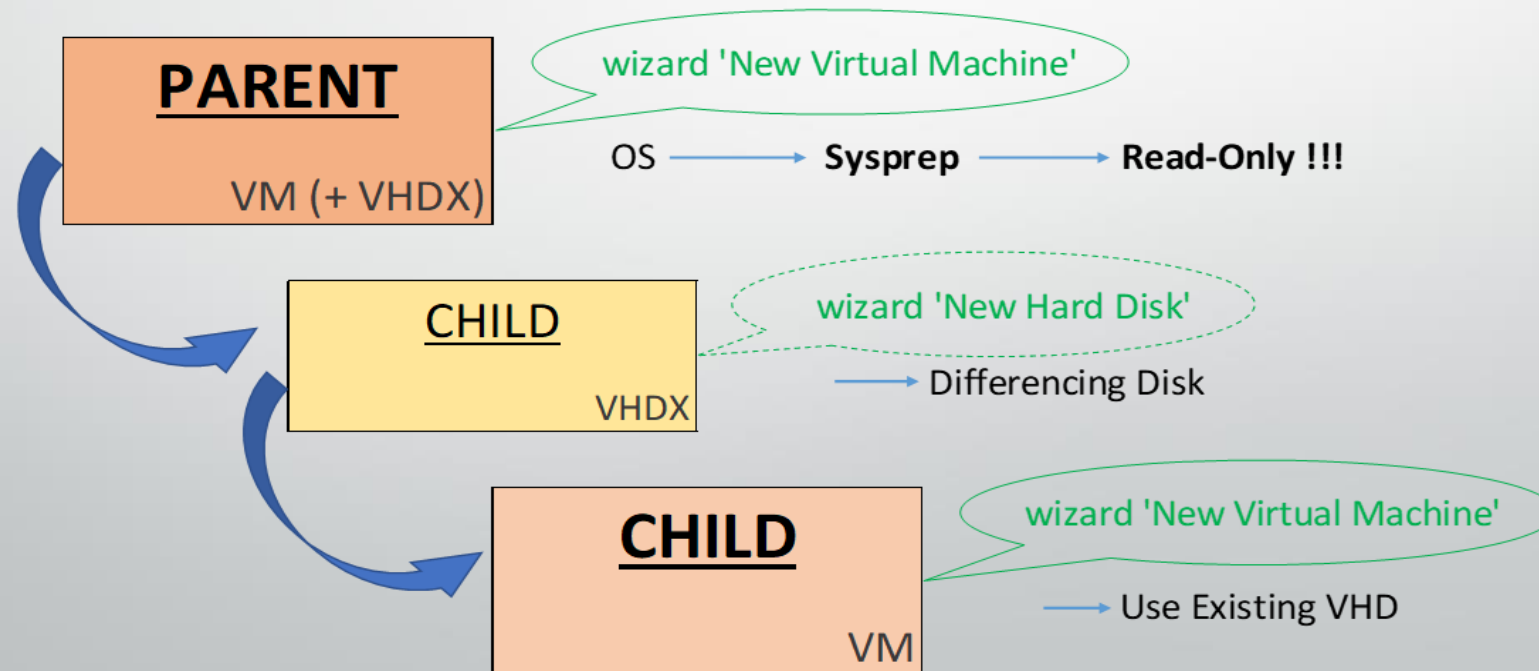 PARENT
VM (+ VHDX)
wizard 'New Virtual Machine'
OS Sysprep Read-Only !!!
CHILD
VHDX
wizard 'New Hard Disk'
Differencing Disk
CHILD
VM
wizard 'New Virtual Machine'
Use Existing VHD